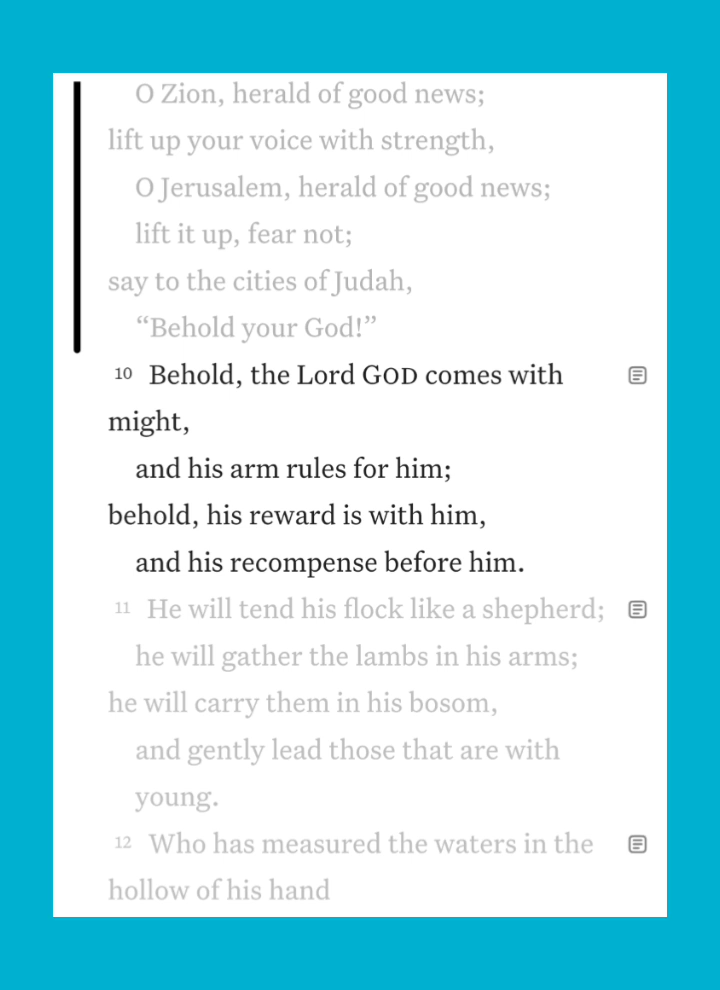 O Zion, herald of good news;
lift up your voice with strength,
O Jerusalem, herald of good news;
lift it up, fear not;
say to the cities of Judah,
“Behold your God!”
10 Behold, the Lord GOD comes with
might,
and his arm rules for him;
behold, his reward is with him,
and his recompense before him.
11 He will tend his flock like a shepherd;
he will gather the lambs in his arms;
he will carry them in his bosom,
and gently lead those that are with
young.
12 Who has measured the waters in the
hollow of his hand